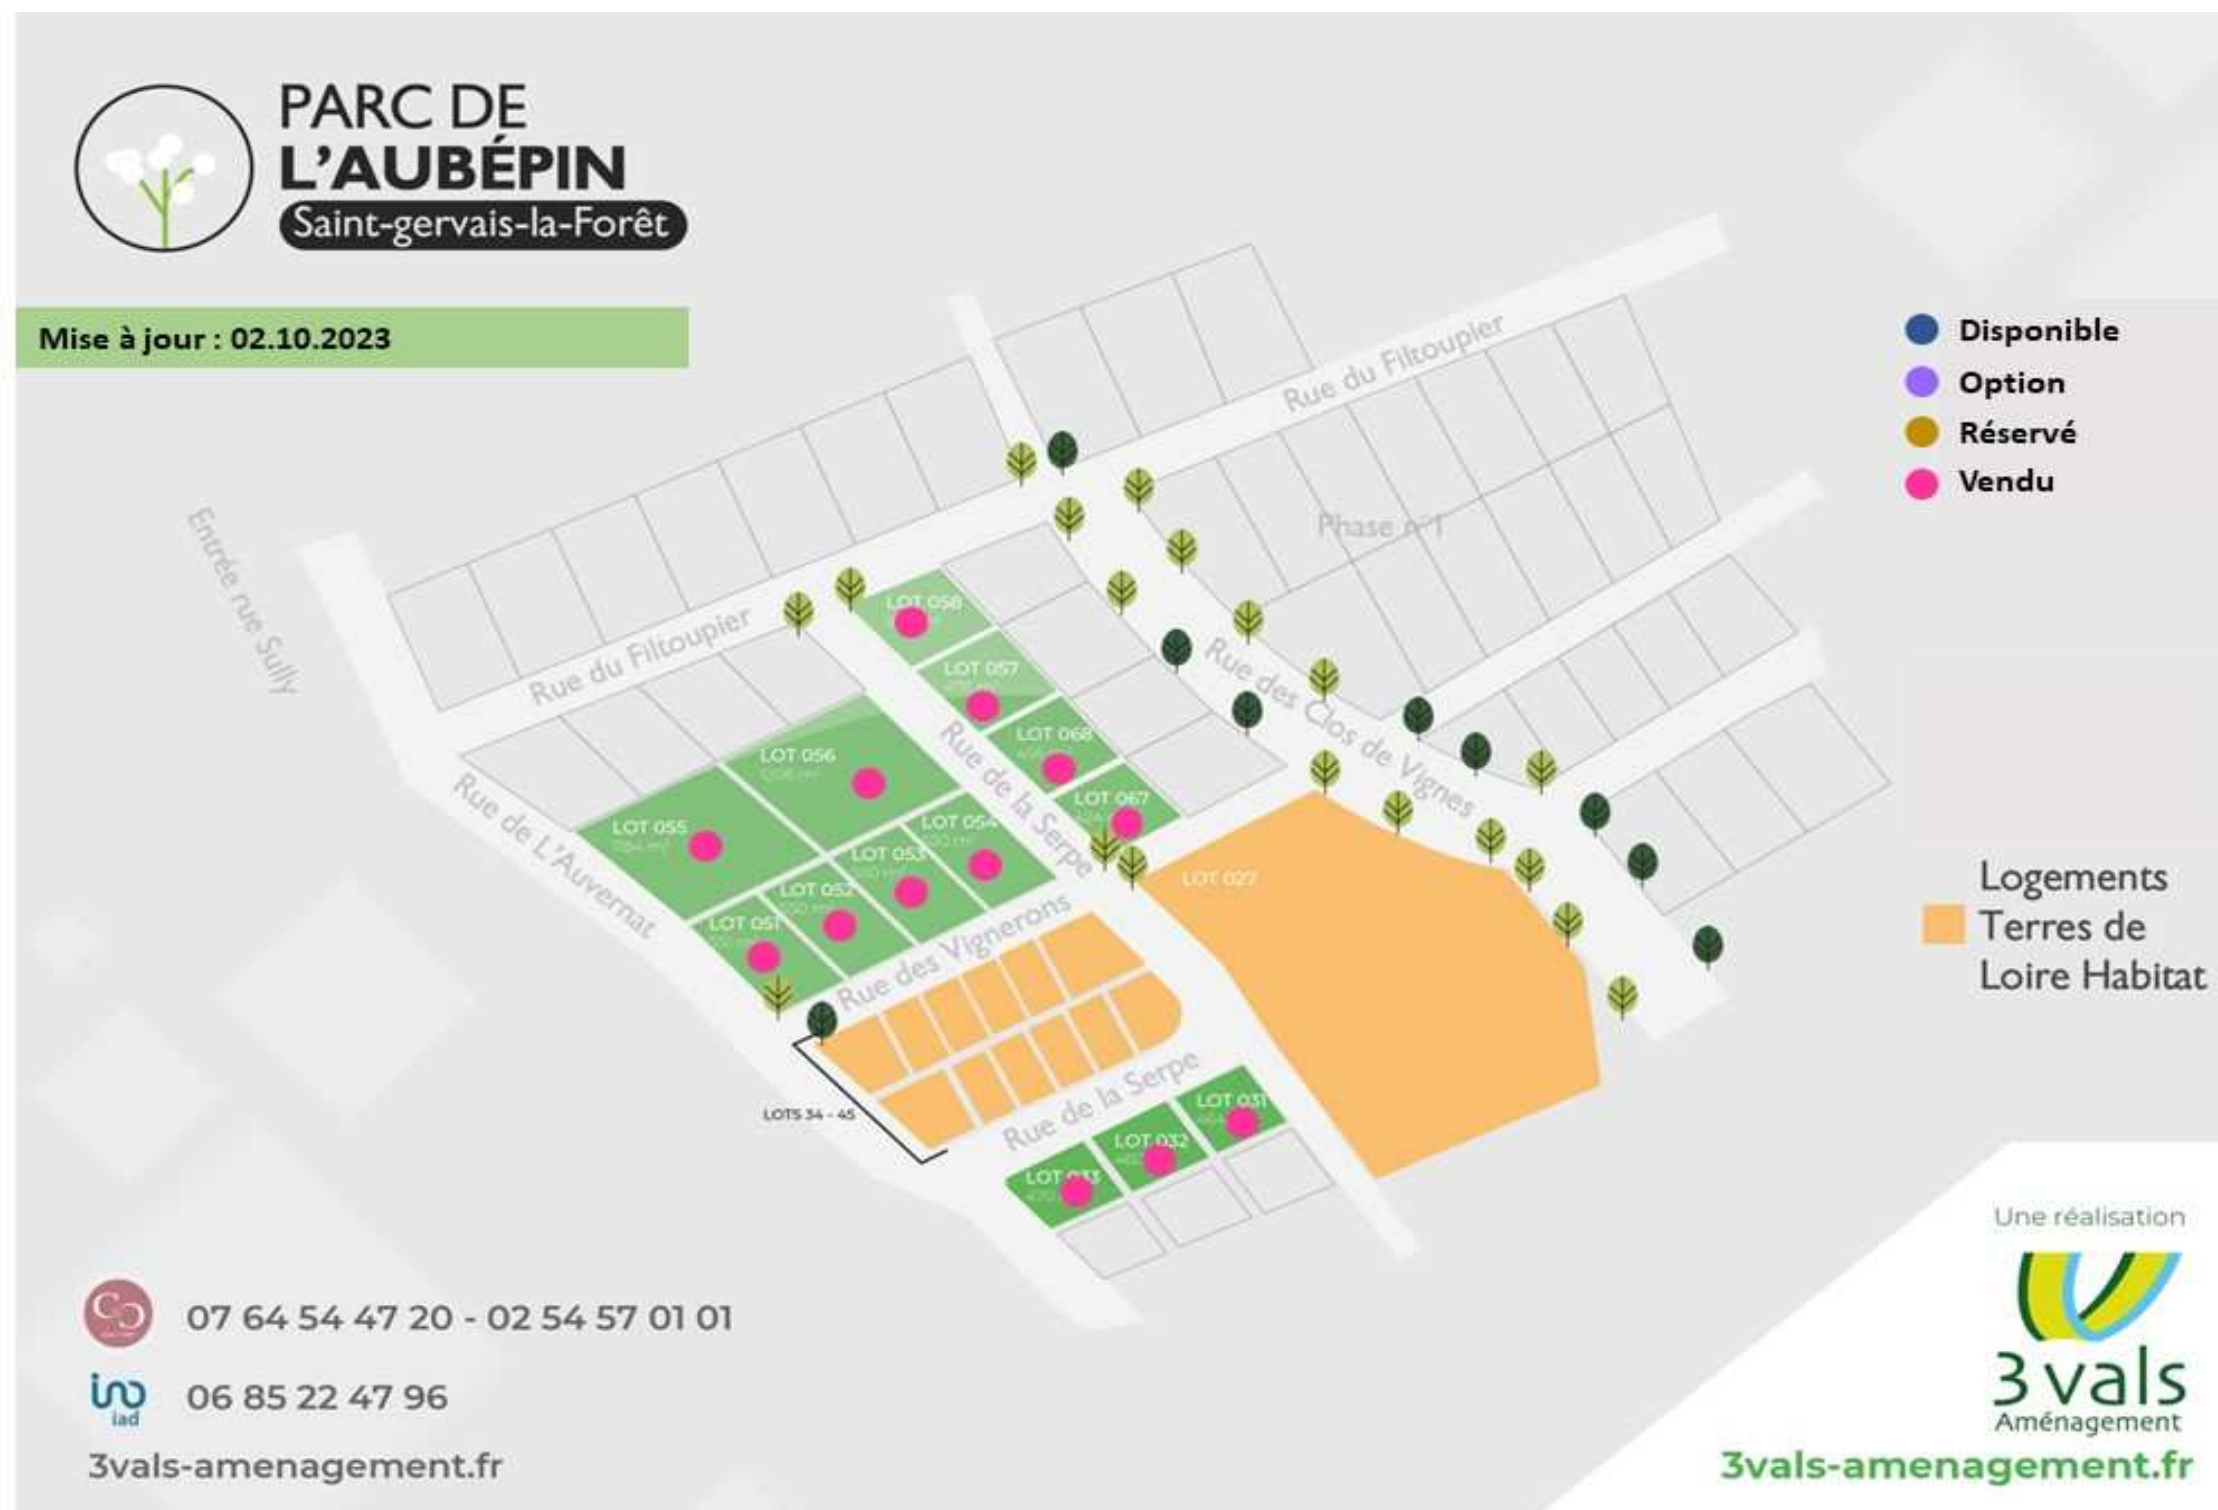 PARC DE
L'AUBÉPIN
Saint-gervais-la-Forêt
Mise à jour : 02.10.2023
Disponible
Option
Réservé
Vendu
Rue du Filtoupier
Phase n°1
Entrée rue Sully
LOT 058
Rue du Filtoupier
LOT 057
Rue des Clos de Vignes
LOT 068
LOT 056
Rue de la Serpe
LOT 067
LOT 055
LOT 054
Rue de L'Auvernat
LOT 053
LOT 052
LOT 051
LOT 027
Rue des Vignerons
Logements
Terres de
Loire Habitat
LOTS 34 - 45
Rue de la Serpe
LOT 031
LOT 032
LOT 033
Une réalisation
3 vals
Aménagement
3vals-amenagement.fr
07 64 54 47 20 - 02 54 57 01 01
iad
06 85 22 47 96
3vals-amenagement.fr